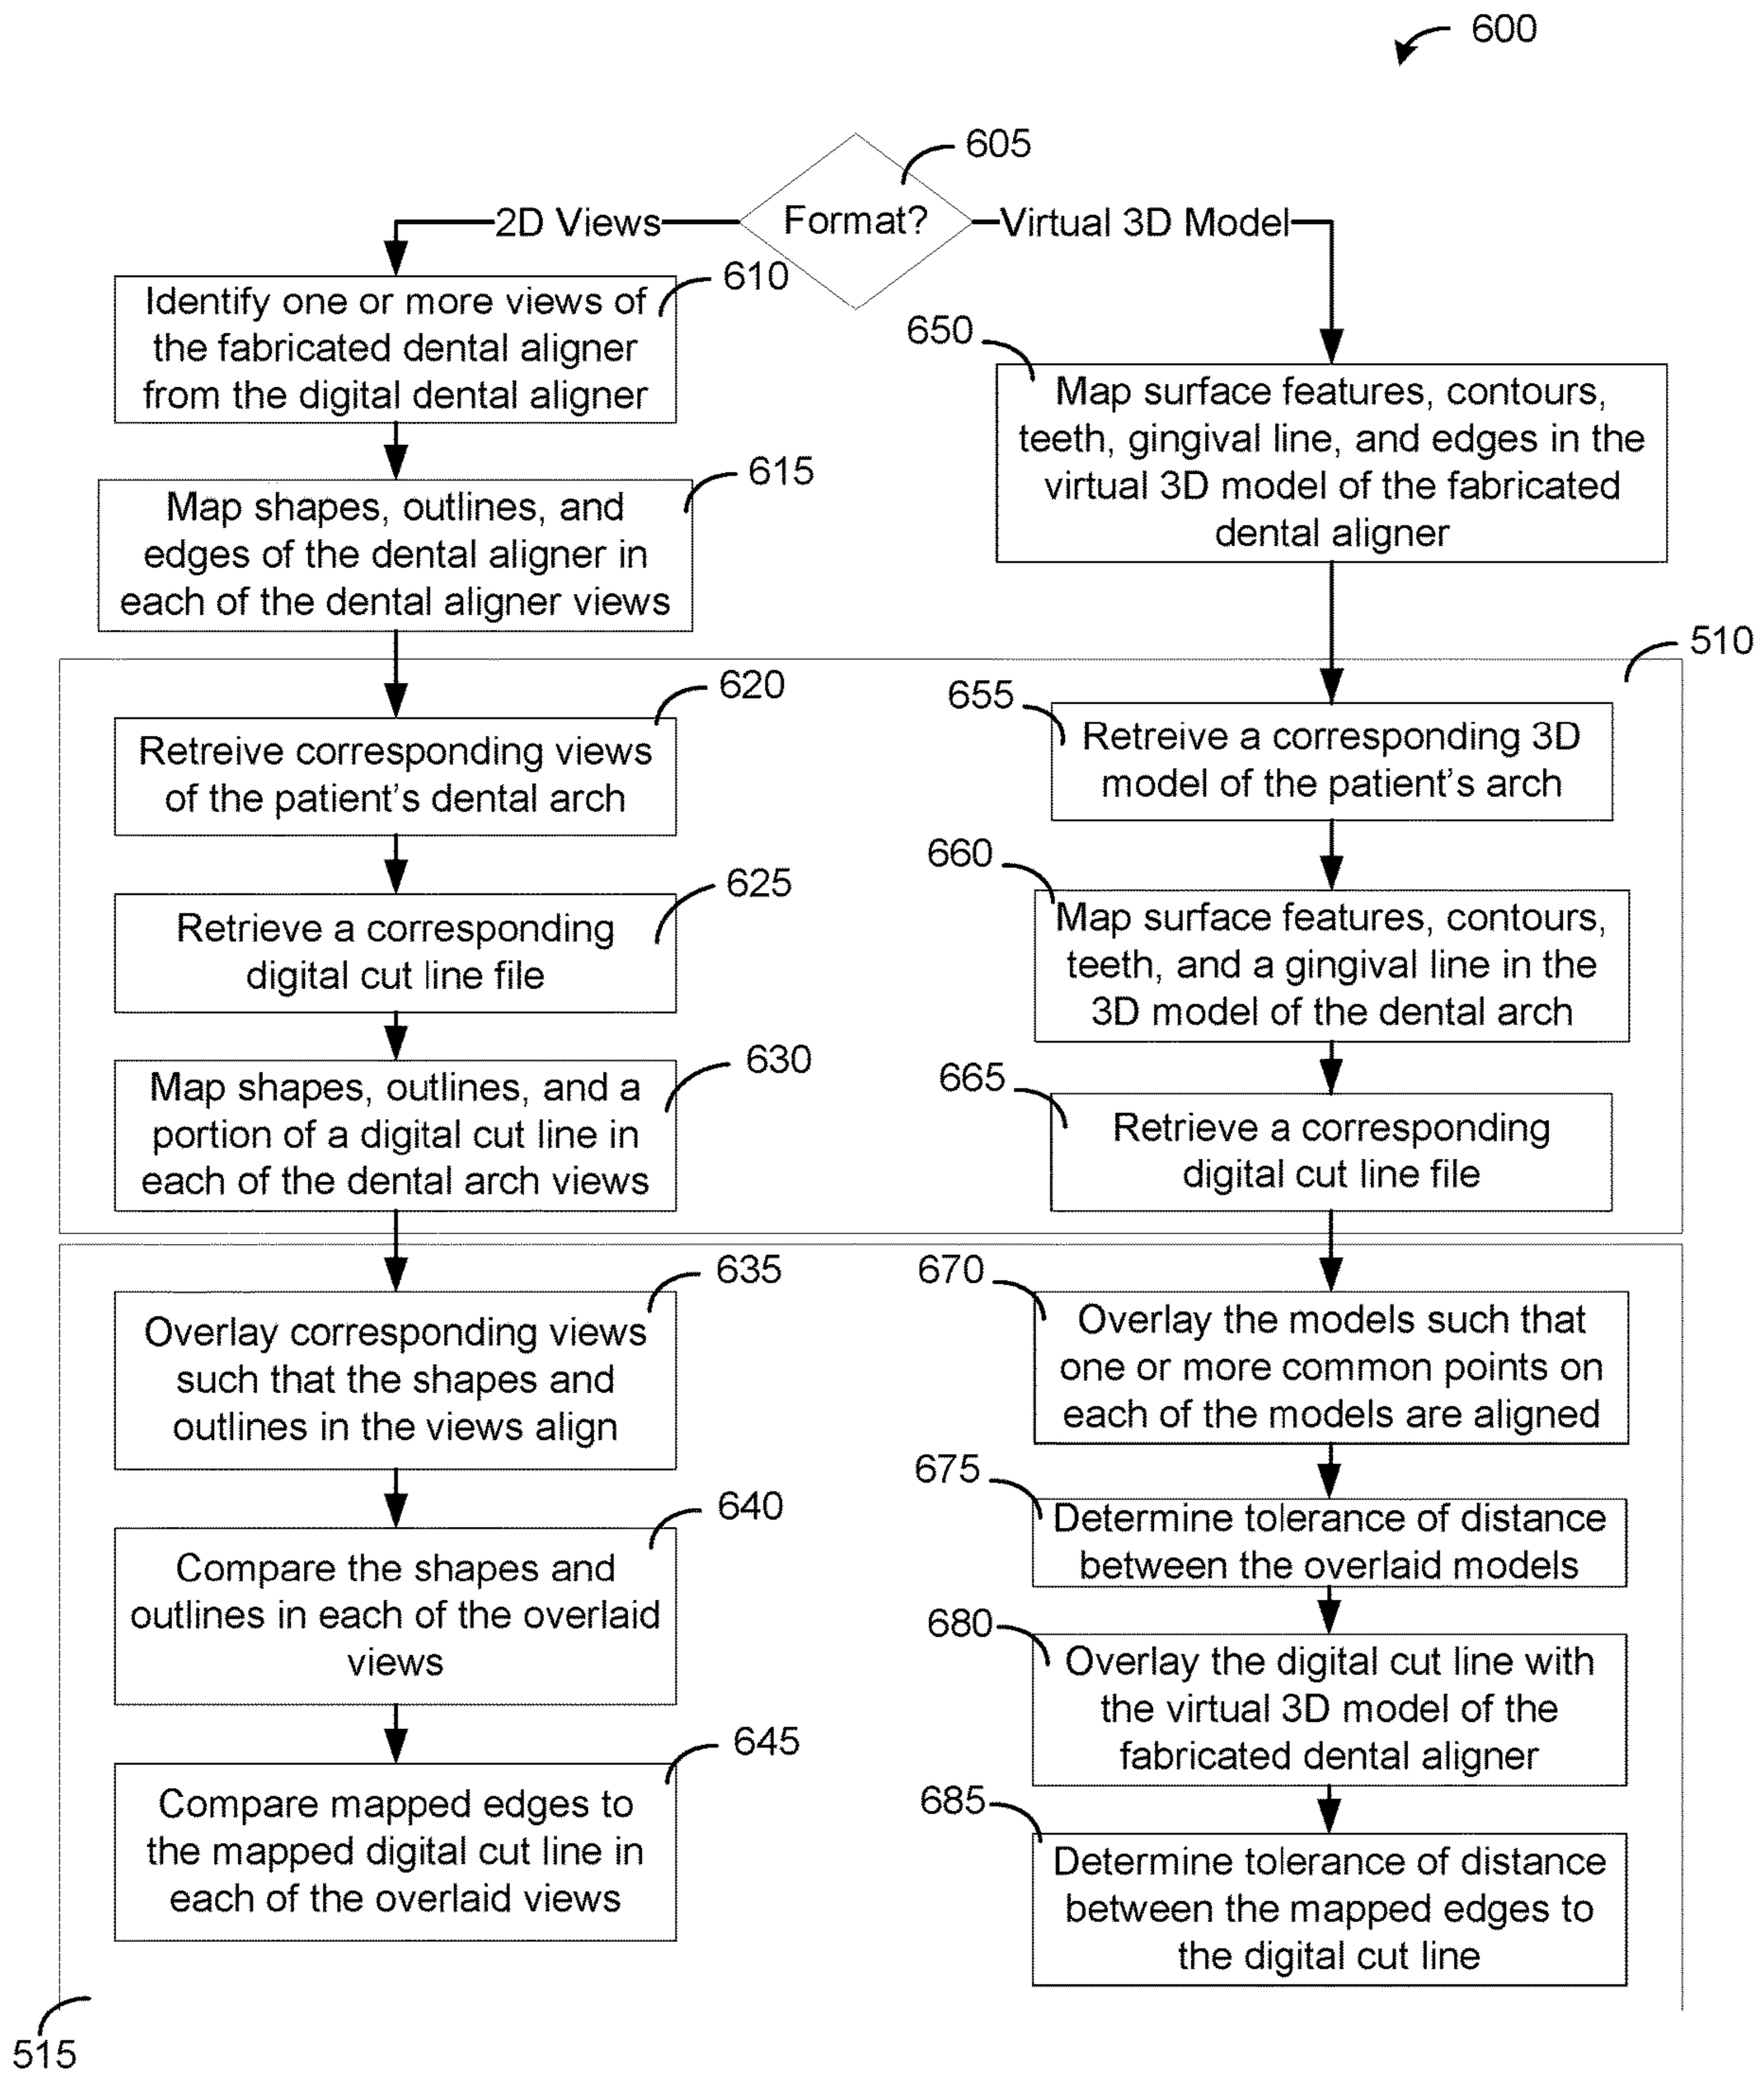 600
605
Format?
2D Views
Virtual 3D Model
610
Identify one or more views of
the fabricated dental aligner
from the digital dental aligner
615
Map shapes, outlines, and
edges of the dental aligner in
each of the dental aligner views
650
Map surface features, contours,
teeth, gingival line, and edges in the
virtual 3D model of the fabricated
dental aligner
510
620
Retreive corresponding views
of the patient's dental arch
625
Retrieve a corresponding
digital cut line file
630
Map shapes, outlines, and a
portion of a digital cut line in
each of the dental arch views
655
Retreive a corresponding 3D
model of the patient's arch
660
Map surface features, contours,
teeth, and a gingival line in the
3D model of the dental arch
665
Retrieve a corresponding
digital cut line file
635
Overlay corresponding views
such that the shapes and
outlines in the views align
640
Compare the shapes and
outlines in each of the overlaid
views
645
Compare mapped edges to
the mapped digital cut line in
each of the overlaid views
670
Overlay the models such that
one or more common points on
each of the models are aligned
675
Determine tolerance of distance
between the overlaid models
680
Overlay the digital cut line with
the virtual 3D model of the
fabricated dental aligner
685
Determine tolerance of distance
between the mapped edges to
the digital cut line
515